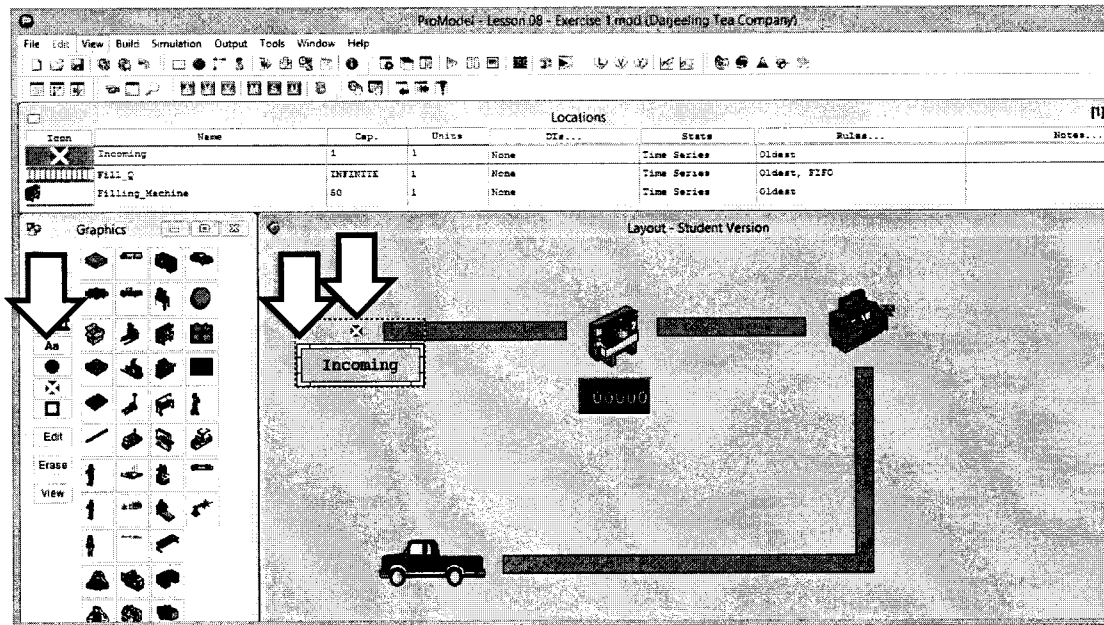 ProModel - Lesson 08 - Exercise 1.mod (Darjeeling Tea Company)
File Edit View Build Simulation Output Tools Window Help
Locations [1]
Icon Name Cap. Units DTs... Stats Rules... Notes...
Incoming 1 1 None Time Series Oldest
Fill_Q INFINITE 1 None Time Series Oldest, FIFO
Filling_Machine 50 1 None Time Series Oldest
Graphics
Layout - Student Version
Aa
Incoming
00000
Edit
Erase
View